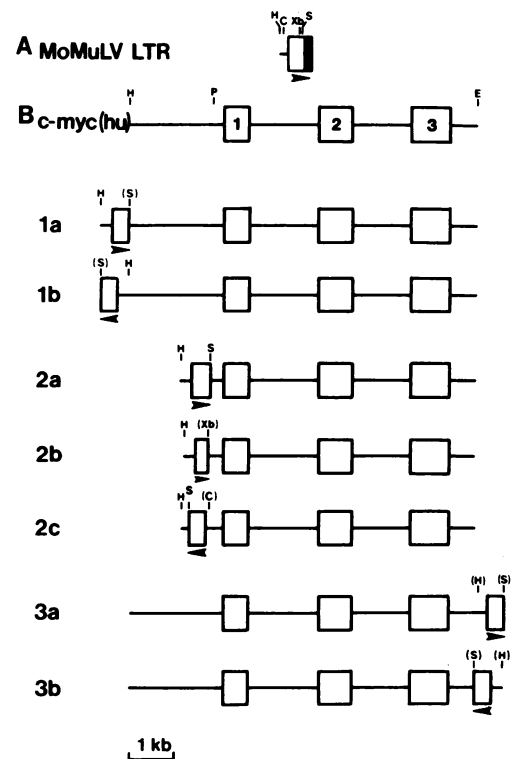 H C Xb S
A MoMuLV LTR
H P E
B c-myc(hu) 1 2 3
H (S)
1a
(S) H
1b
H S
2a
H (Xb)
2b
H S (C)
2c
(H) (S)
3a
(S) (H)
3b
1 kb